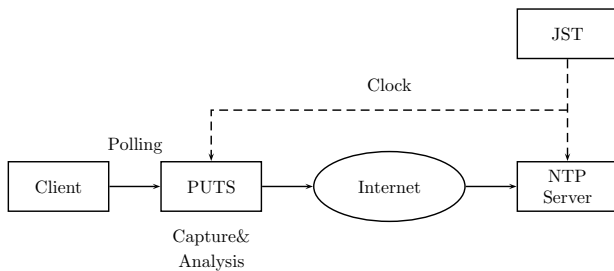 JST
Clock
Polling
Client
PUTS
Internet
NTP
Server
Capture&
Analysis